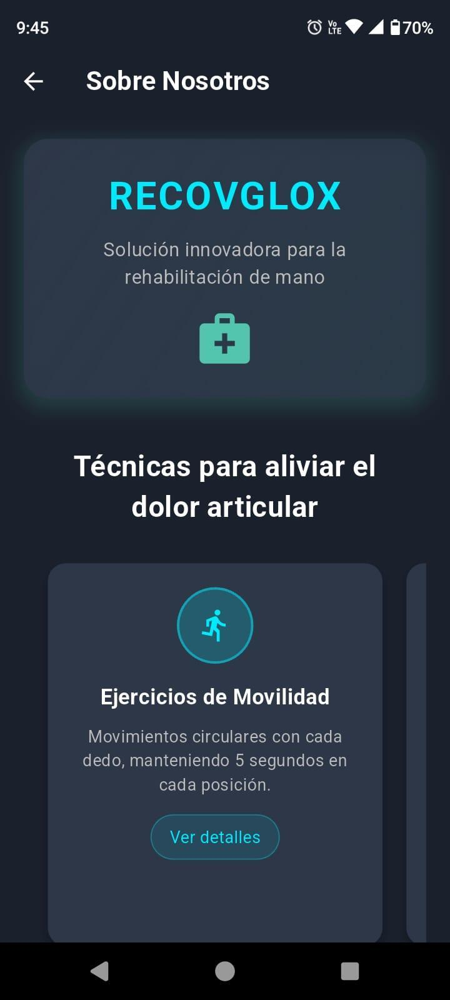 9:45
Vo
LTE
70%
Sobre Nosotros
RECOVGLOX
Solución innovadora para la
rehabilitación de mano
Técnicas para aliviar el
dolor articular
Ejercicios de Movilidad
Movimientos circulares con cada
dedo, manteniendo 5 segundos en
cada posición.
Ver detalles